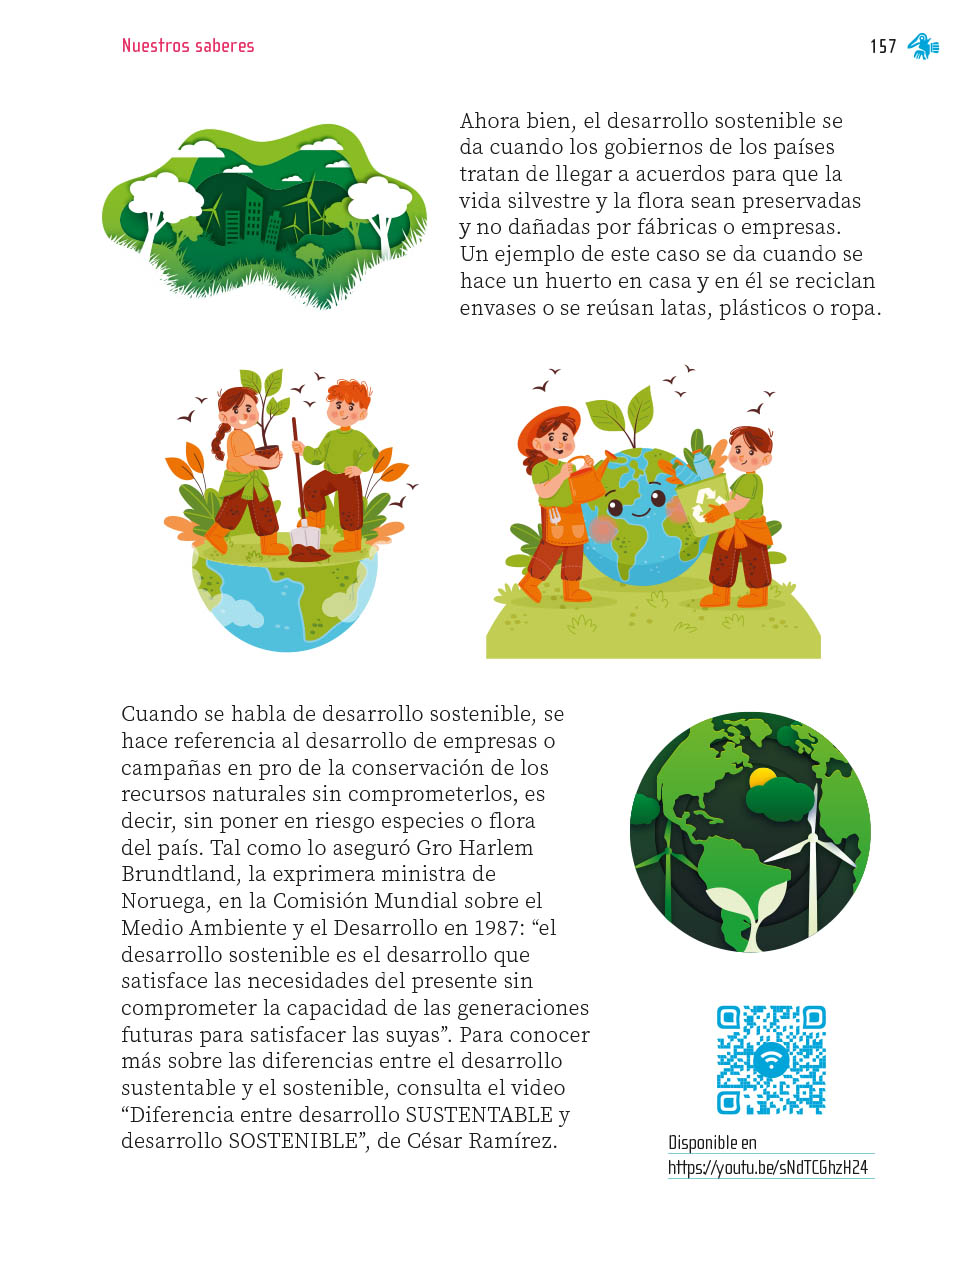 Nuestros saberes
157
Ahora bien, el desarrollo sostenible se
da cuando los gobiernos de los países
tratan de llegar a acuerdos para que la
vida silvestre y la flora sean preservadas
y no dañadas por fábricas o empresas.
Un ejemplo de este caso se da cuando se
hace un huerto en casa y en él se reciclan
envases o se reúsan latas, plásticos o ropa.
Cuando se habla de desarrollo sostenible, se
hace referencia al desarrollo de empresas o
campañas en pro de la conservación de los
recursos naturales sin comprometerlos, es
decir, sin poner en riesgo especies o flora
del país. Tal como lo aseguró Gro Harlem
Brundtland, la exprimera ministra de
Noruega, en la Comisión Mundial sobre el
Medio Ambiente y el Desarrollo en 1987: “el
desarrollo sostenible es el desarrollo que
satisface las necesidades del presente sin
comprometer la capacidad de las generaciones
futuras para satisfacer las suyas”. Para conocer
más sobre las diferencias entre el desarrollo
sustentable y el sostenible, consulta el video
“Diferencia entre desarrollo SUSTENTABLE y
desarrollo SOSTENIBLE”, de César Ramírez.
Disponible en
https://youtu.be/sNdTCGhzH24